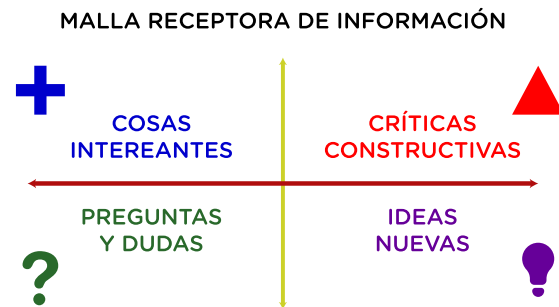 MALLA RECEPTORA DE INFORMACIÓN
COSAS
INTEREANTES
CRÍTICAS
CONSTRUCTIVAS
PREGUNTAS
Y DUDAS
IDEAS
NUEVAS
?